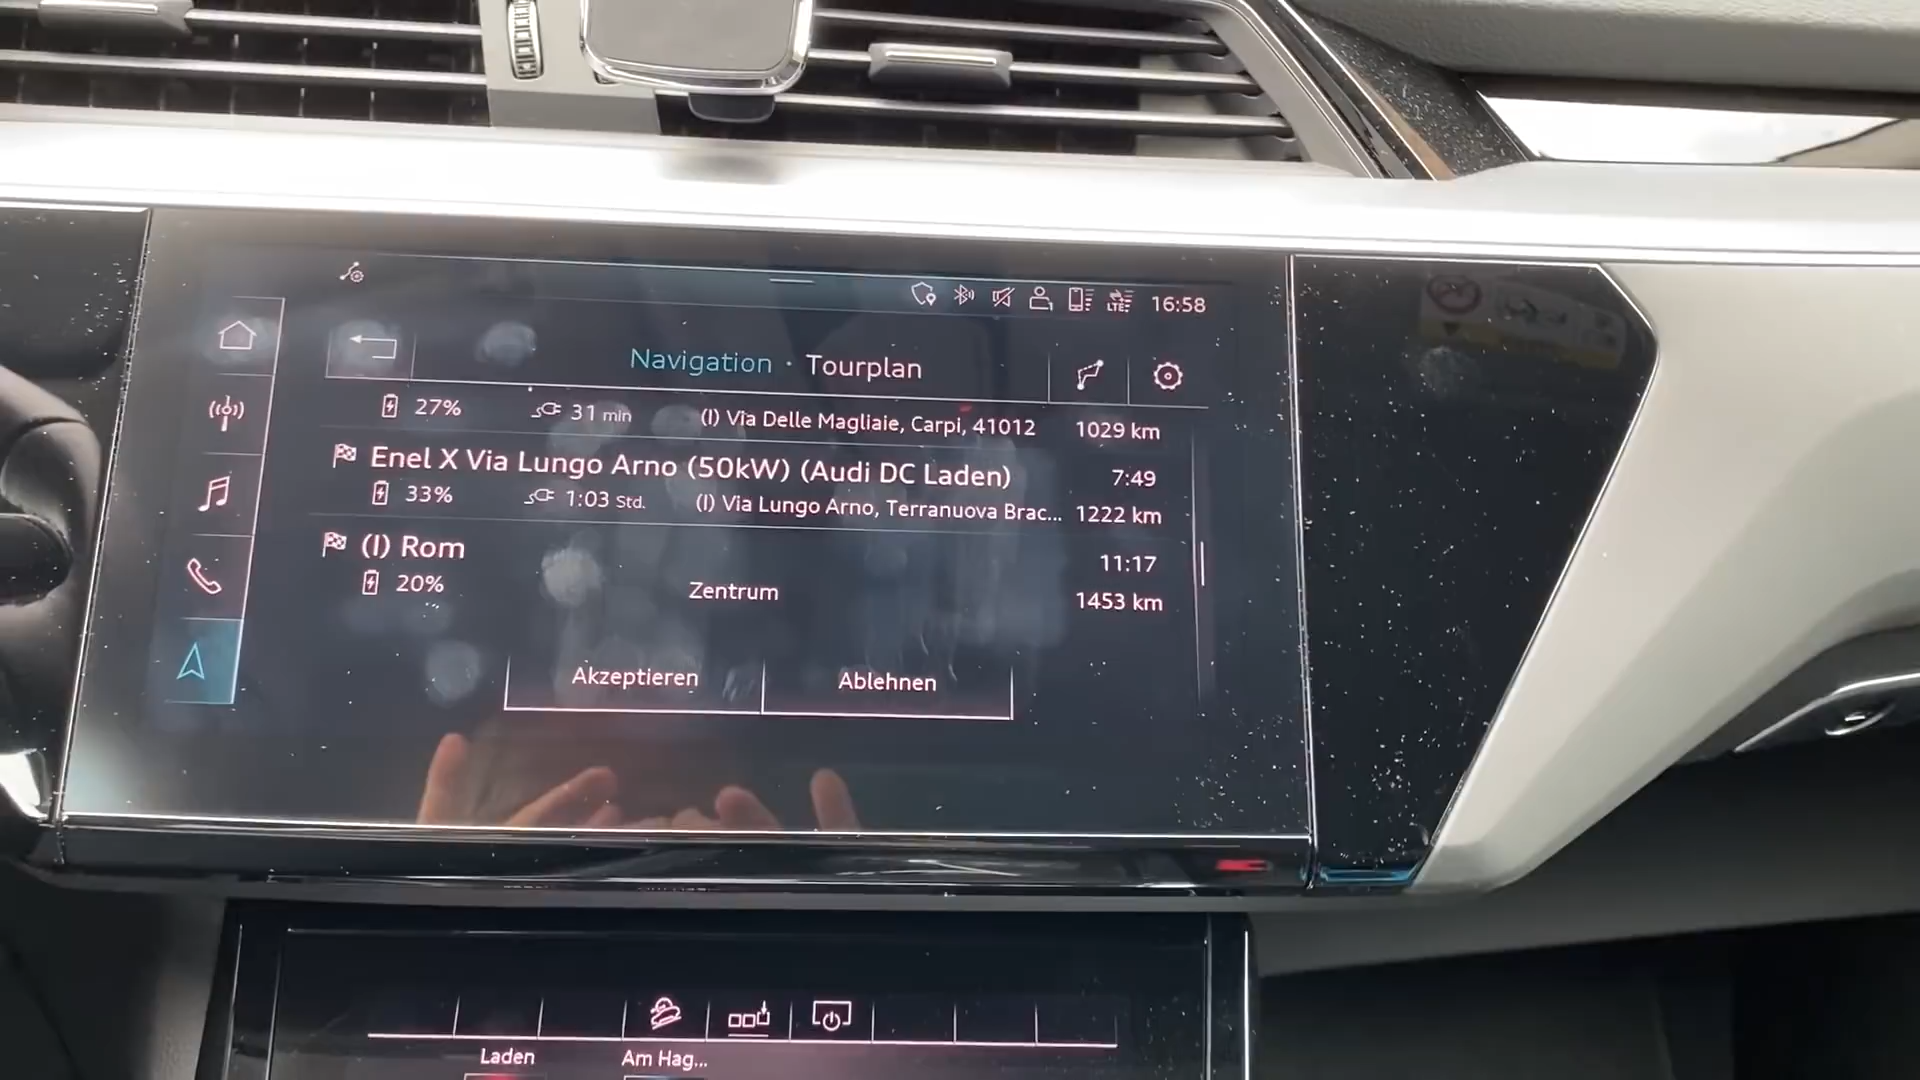 LTE
16:58
Navigation · Tourplan
27% 31 min (I) Via Delle Magliaie, Carpi, 41012 1029 km
Enel X Via Lungo Arno (50kW) (Audi DC Laden) 7:49
33% 1:03 Std. (I) Via Lungo Arno, Terranuova Brac... 1222 km
(I) Rom 11:17
20% Zentrum 1453 km
Akzeptieren Ablehnen
Laden Am Hag...